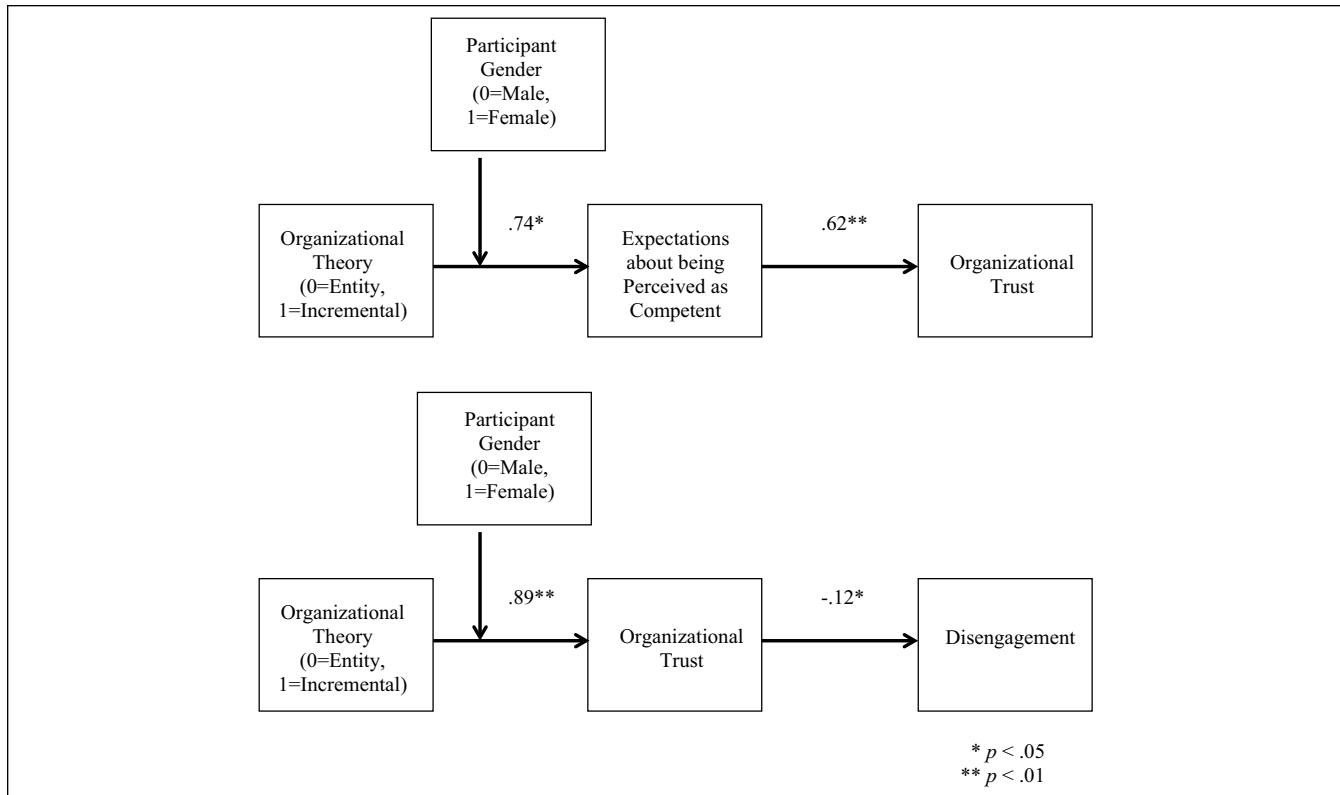 Participant
Gender
(0=Male,
1=Female)
Organizational
Theory
(0=Entity,
1=Incremental)
.74*
Expectations
about being
Perceived as
Competent
.62**
Organizational
Trust
Participant
Gender
(0=Male,
1=Female)
Organizational
Theory
(0=Entity,
1=Incremental)
.89**
Organizational
Trust
-.12*
Disengagement
* p < .05
** p < .01